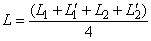 L = (L₁ + L₁′ + L₂ + L₂′) / 4